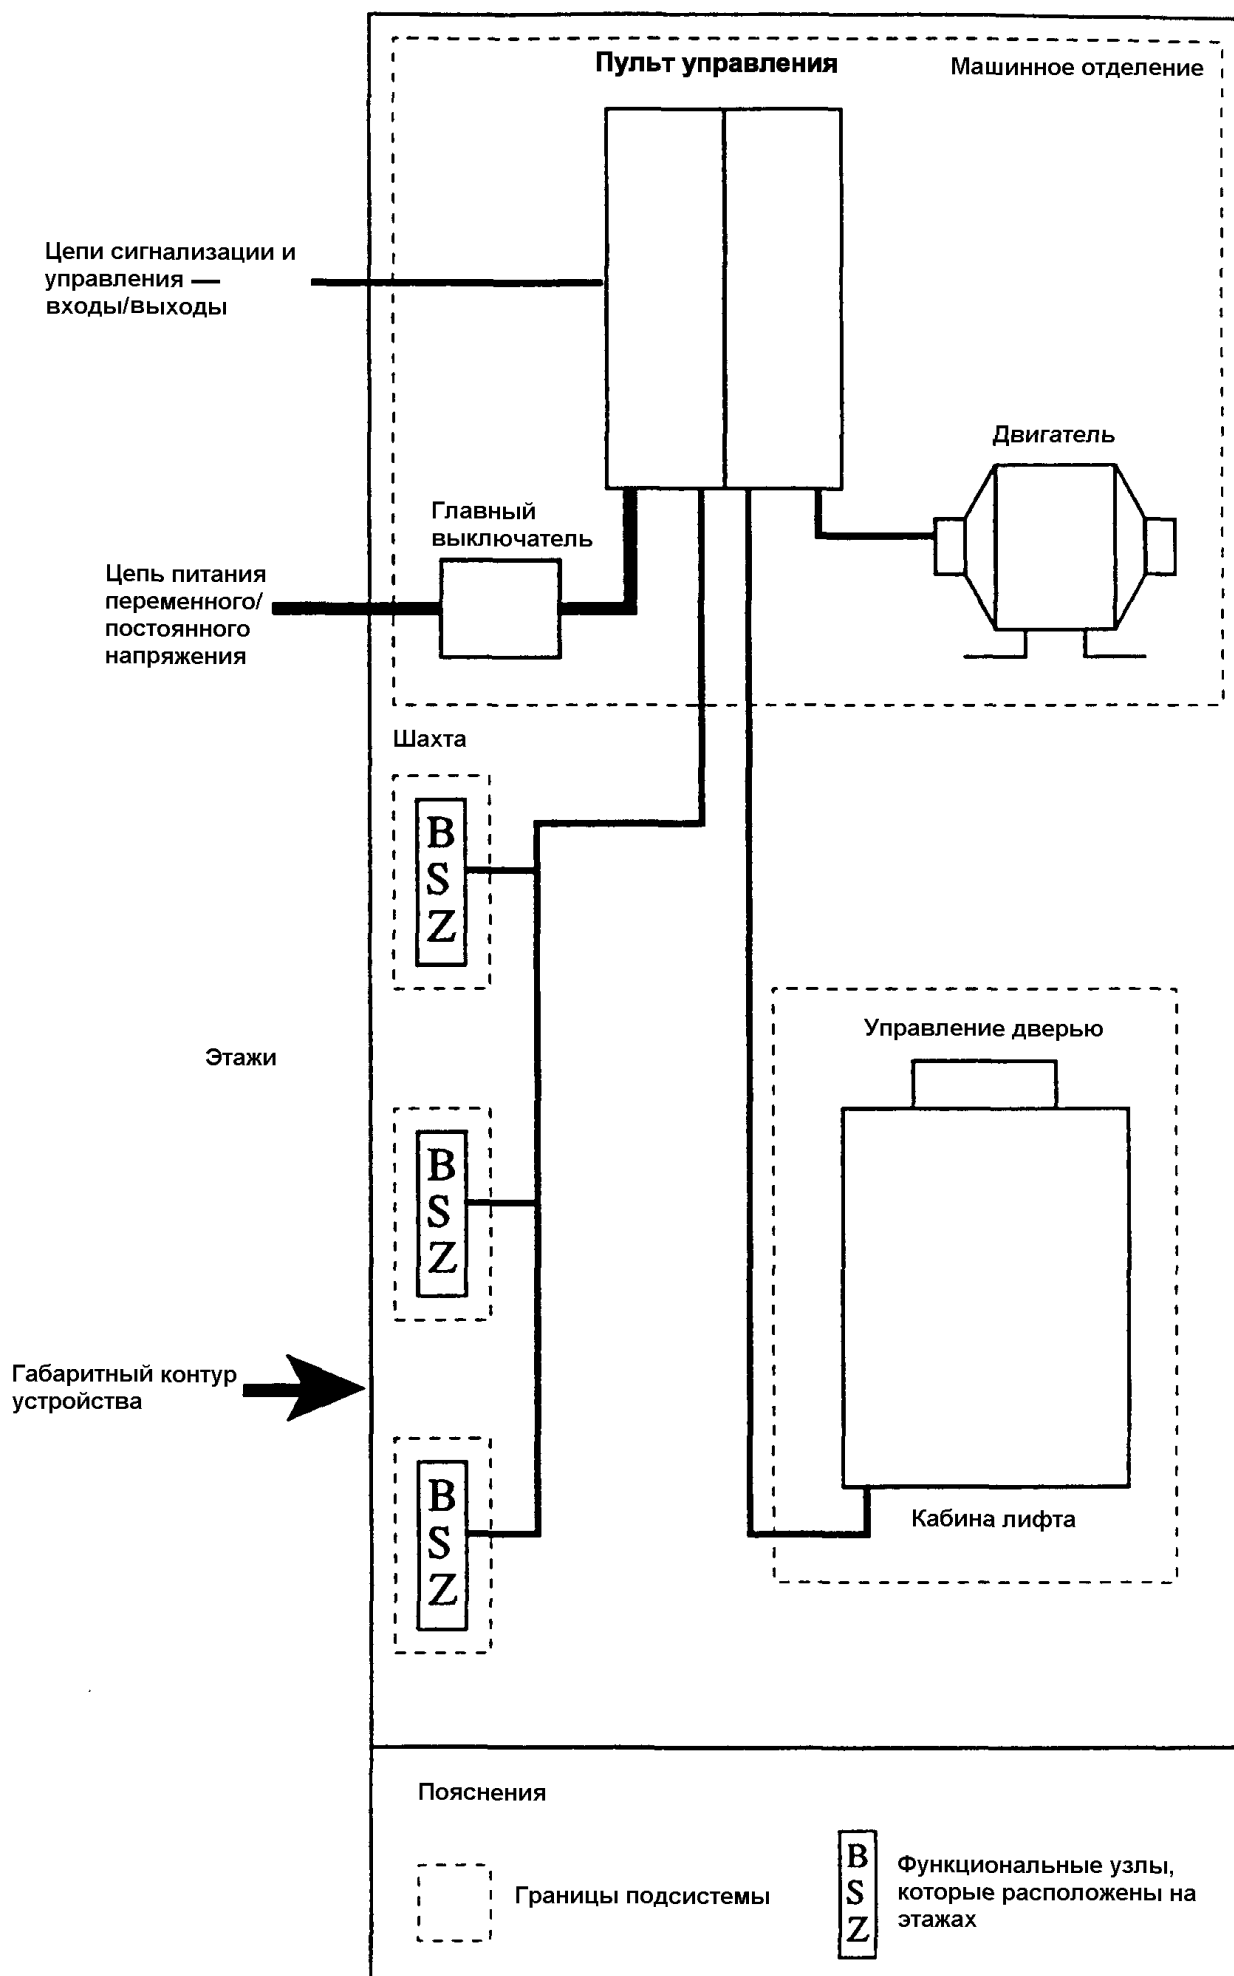 Пульт управления
Машинное отделение
Цепи сигнализации и
управления —
входы/выходы
Двигатель
Главный
выключатель
Цепь питания
переменного/
постоянного
напряжения
Шахта
B
S
Z
Управление дверью
Этажи
B
S
Z
Габаритный контур
устройства
B
S
Z
Кабина лифта
Пояснения
Границы подсистемы
B
S
Z
Функциональные узлы,
которые расположены на
этажах